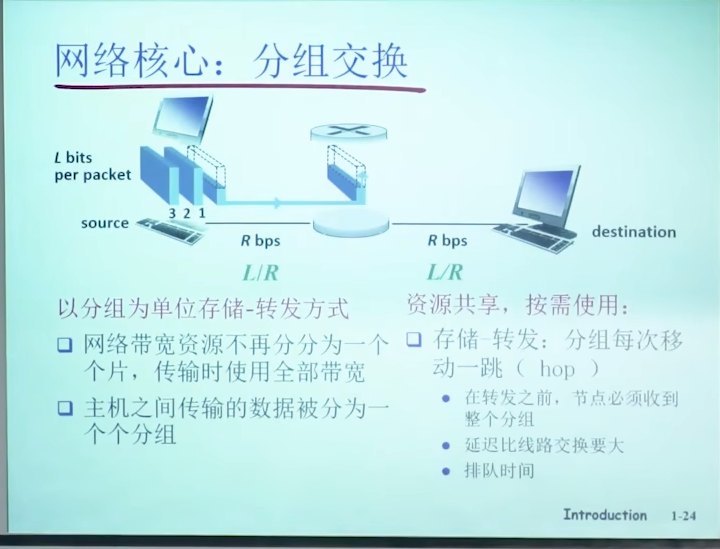 网络核心：分组交换
L bits
per packet
3 2 1
source
R bps
R bps
destination
L/R
L/R
以分组为单位存储-转发方式
网络带宽资源不再分分为一个
个片，传输时使用全部带宽
主机之间传输的数据被分为一
个个分组
资源共享，按需使用：
存储-转发：分组每次移
动一跳（ hop ）
在转发之前，节点必须收到
整个分组
延迟比线路交换要大
排队时间
Introduction 1-24